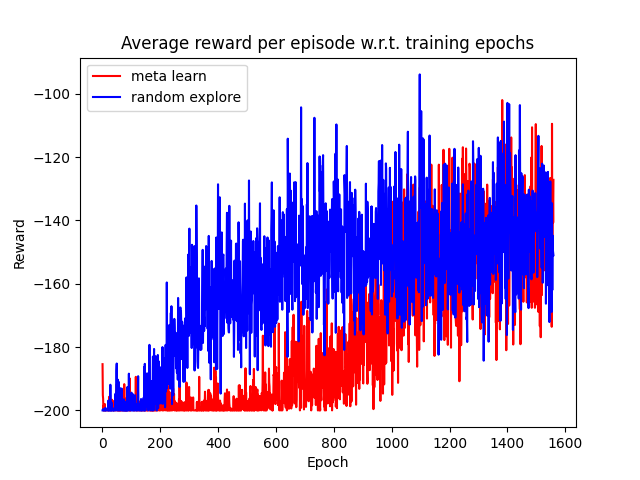 Average reward per episode w.r.t. training epochs
meta learn
random explore
Reward
−100
−120
−140
−160
−180
−200
0 200 400 600 800 1000 1200 1400 1600
Epoch